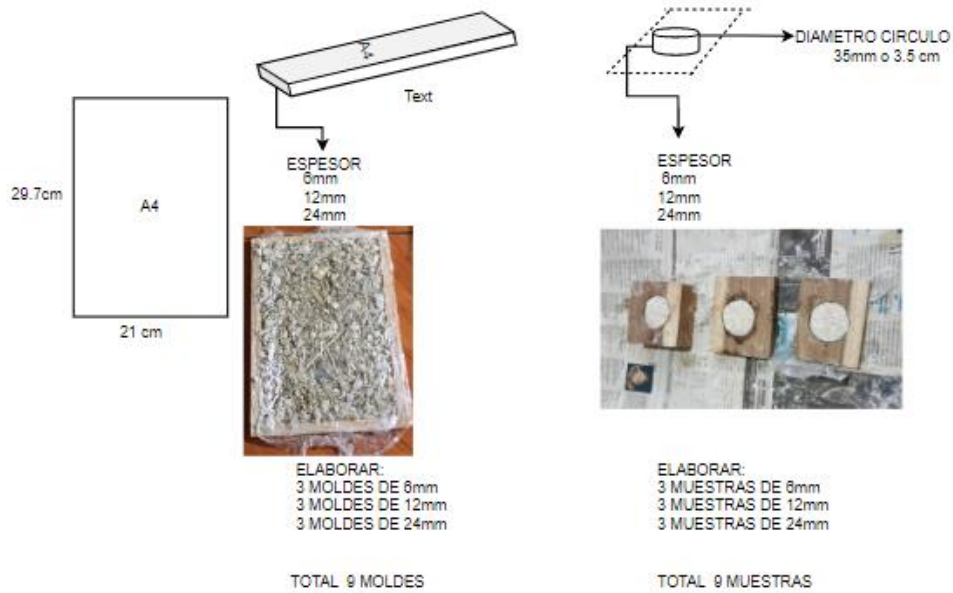 A4
Text
ESPESOR
6mm
12mm
24mm
29.7cm
A4
21 cm
ELABORAR:
3 MOLDES DE 6mm
3 MOLDES DE 12mm
3 MOLDES DE 24mm
TOTAL 9 MOLDES
DIAMETRO CIRCULO
35mm o 3.5 cm
ESPESOR
6mm
12mm
24mm
ELABORAR:
3 MUESTRAS DE 6mm
3 MUESTRAS DE 12mm
3 MUESTRAS DE 24mm
TOTAL 9 MUESTRAS